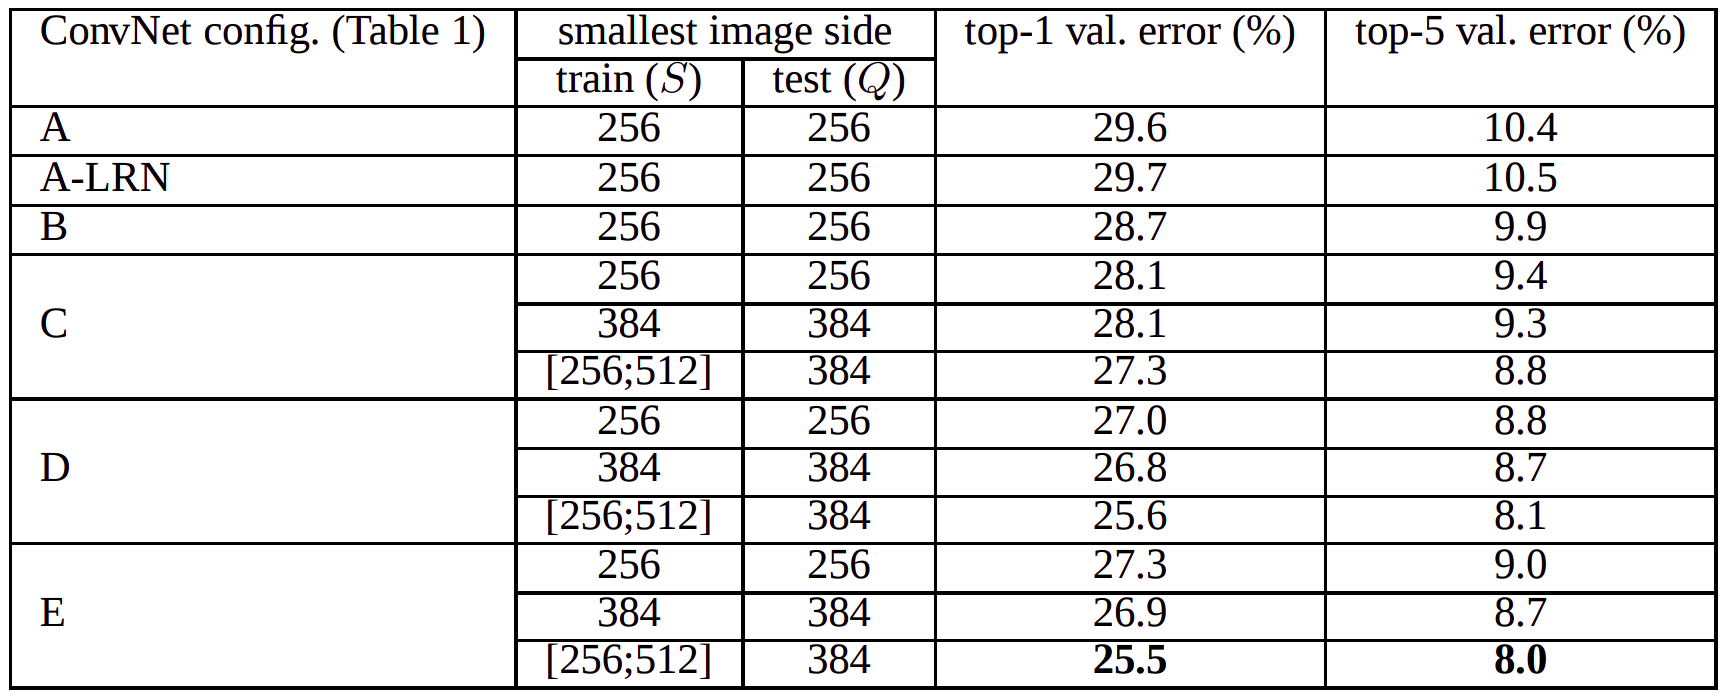 ConvNet config. (Table 1) smallest image side top-1 val. error (%) top-5 val. error (%)
train (S) test (Q)
A 256 256 29.6 10.4
A-LRN 256 256 29.7 10.5
B 256 256 28.7 9.9
256 256 28.1 9.4
C 384 384 28.1 9.3
[256;512] 384 27.3 8.8
256 256 27.0 8.8
D 384 384 26.8 8.7
[256;512] 384 25.6 8.1
256 256 27.3 9.0
E 384 384 26.9 8.7
[256;512] 384 25.5 8.0